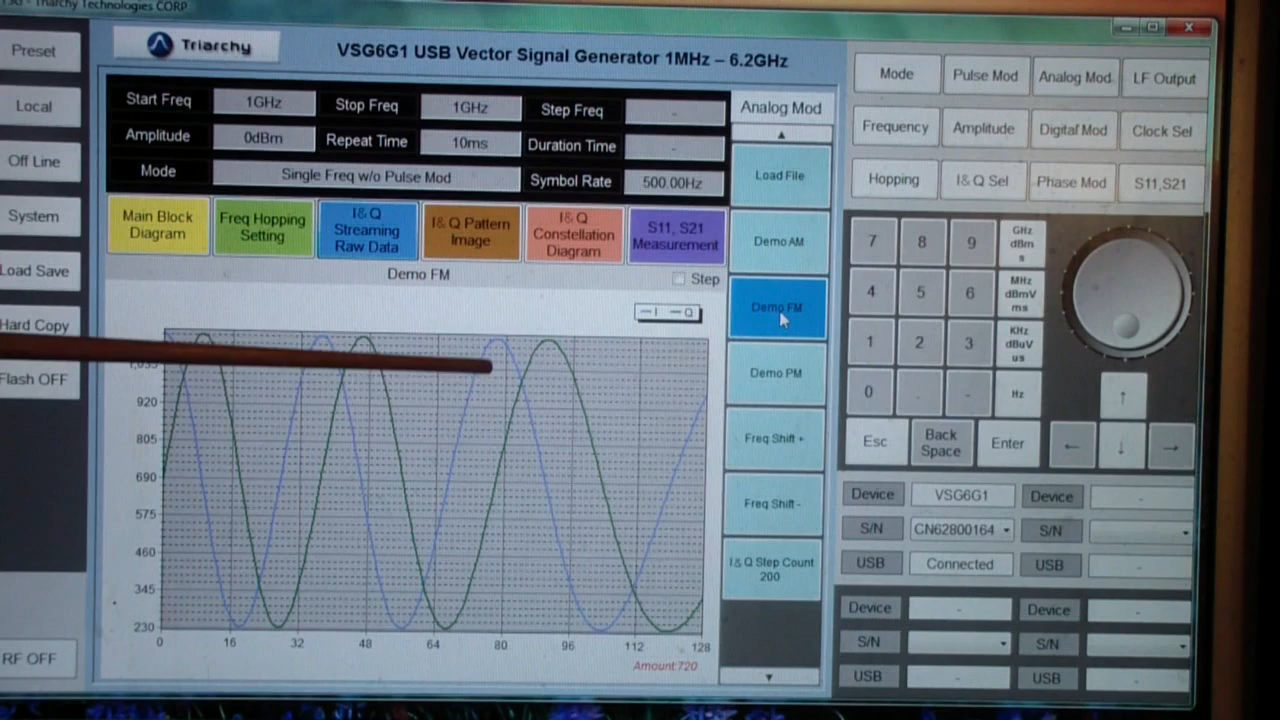 Triarchy Technologies CORP
Preset
Local
Off Line
System
Load Save
Hard Copy
Flash OFF
RF OFF
Triarchy
VSG6G1 USB Vector Signal Generator 1MHz – 6.2GHz
Start Freq 1GHz Stop Freq 1GHz Step Freq -
Amplitude 0dBm Repeat Time 10ms Duration Time -
Mode Single Freq w/o Pulse Mod Symbol Rate 500.00Hz
Main Block
Diagram
Freq Hopping
Setting
I& Q
Streaming
Raw Data
I& Q Pattern
Image
I& Q
Constellation
Diagram
S11, S21
Measurement
Demo FM
Step
I Q
920
805
690
575
460
345
230
0 16 32 48 64 80 96 112 128
Amount 720
Analog Mod
▲
Load File
Demo AM
Demo FM
Demo PM
Freq Shift +
Freq Shift -
I& Q Step Count
200
▼
Mode Pulse Mod Analog Mod LF Output
Frequency Amplitude Digital Mod Clock Sel
Hopping I& Q Sel Phase Mod S11,S21
7 8 9 GHz
dBm
s
4 5 6 MHz
dBmV
ms
1 2 3 KHz
dBuV
us
0 . - Hz
Esc Back
Space Enter
↑
← ↓ →
Device VSG6G1 Device -
S/N CN62800164 S/N
USB Connected USB -
Device - Device -
S/N S/N
USB - USB -